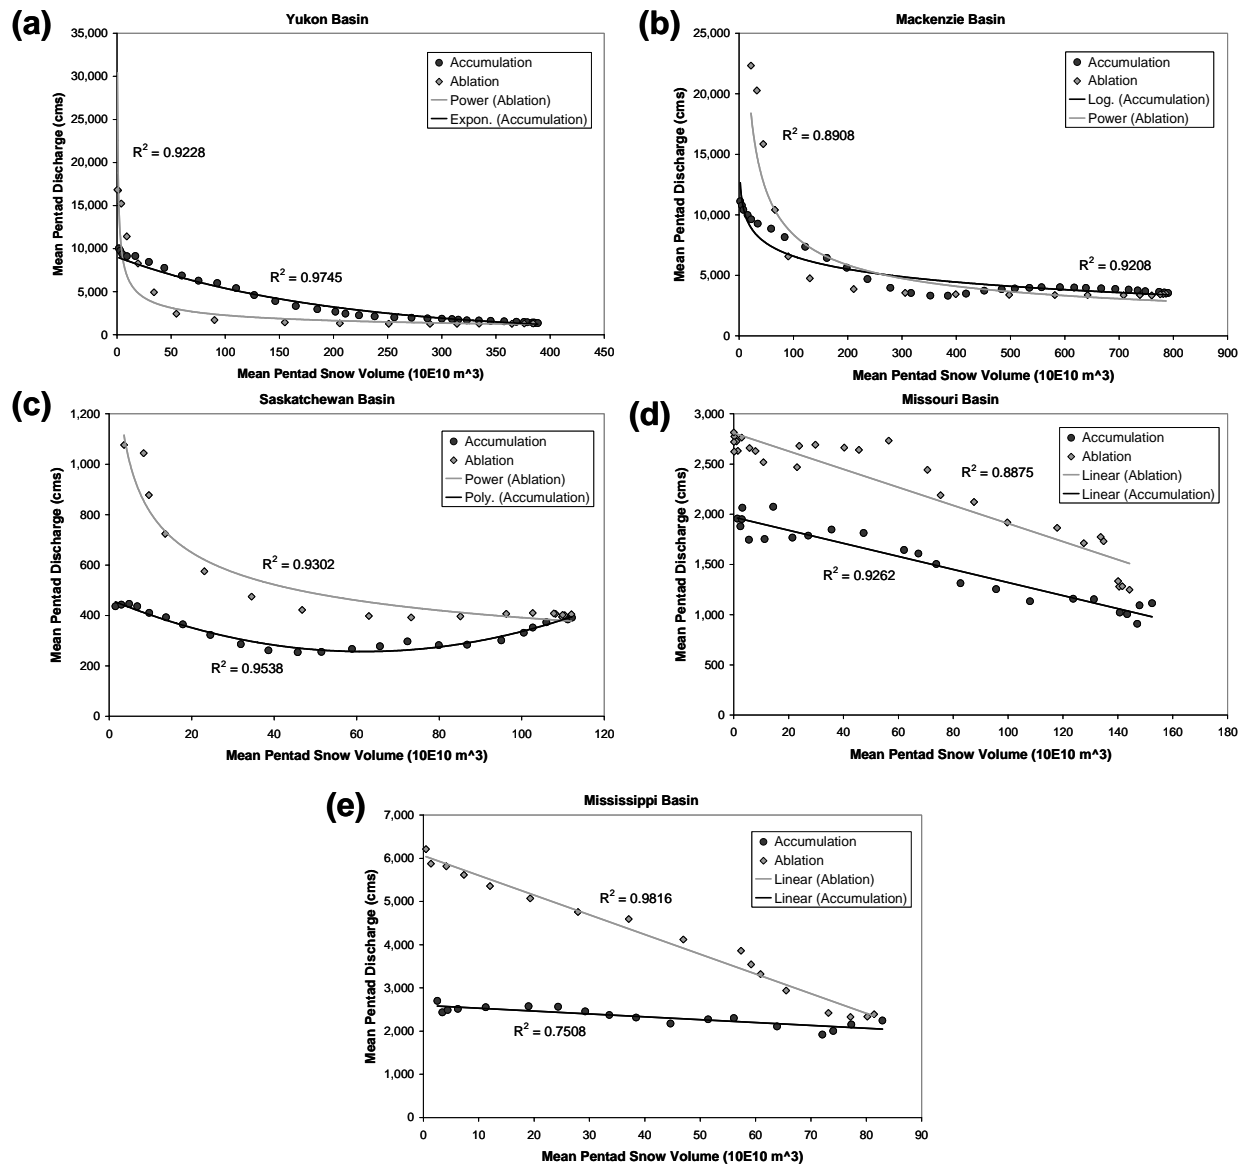 (a)
Yukon Basin
Mean Pentad Discharge (cms)
35,000
30,000
25,000
20,000
15,000
10,000
5,000
0
Accumulation
Ablation
Power (Ablation)
Expon. (Accumulation)
R² = 0.9228
R² = 0.9745
0 50 100 150 200 250 300 350 400 450
Mean Pentad Snow Volume (10E10 m^3)
(b)
Mackenzie Basin
Mean Pentad Discharge (cms)
25,000
20,000
15,000
10,000
5,000
0
Accumulation
Ablation
Log. (Accumulation)
Power (Ablation)
R² = 0.8908
R² = 0.9208
0 100 200 300 400 500 600 700 800 900
Mean Pentad Snow Volume (10E10 m^3)
(c)
Saskatchewan Basin
Mean Pentad Discharge (cms)
1,200
1,000
800
600
400
200
0
Accumulation
Ablation
Power (Ablation)
Poly. (Accumulation)
R² = 0.9302
R² = 0.9538
0 20 40 60 80 100 120
Mean Pentad Snow Volume (10E10 m^3)
(d)
Missouri Basin
Mean Pentad Discharge (cms)
3,000
2,500
2,000
1,500
1,000
500
0
Accumulation
Ablation
Linear (Ablation)
Linear (Accumulation)
R² = 0.8875
R² = 0.9262
0 20 40 60 80 100 120 140 160 180
Mean Pentad Snow Volume (10E10 m^3)
(e)
Mississippi Basin
Mean Pentad Discharge (cms)
7,000
6,000
5,000
4,000
3,000
2,000
1,000
0
Accumulation
Ablation
Linear (Ablation)
Linear (Accumulation)
R² = 0.9816
R² = 0.7508
0 10 20 30 40 50 60 70 80 90
Mean Pentad Snow Volume (10E10 m^3)